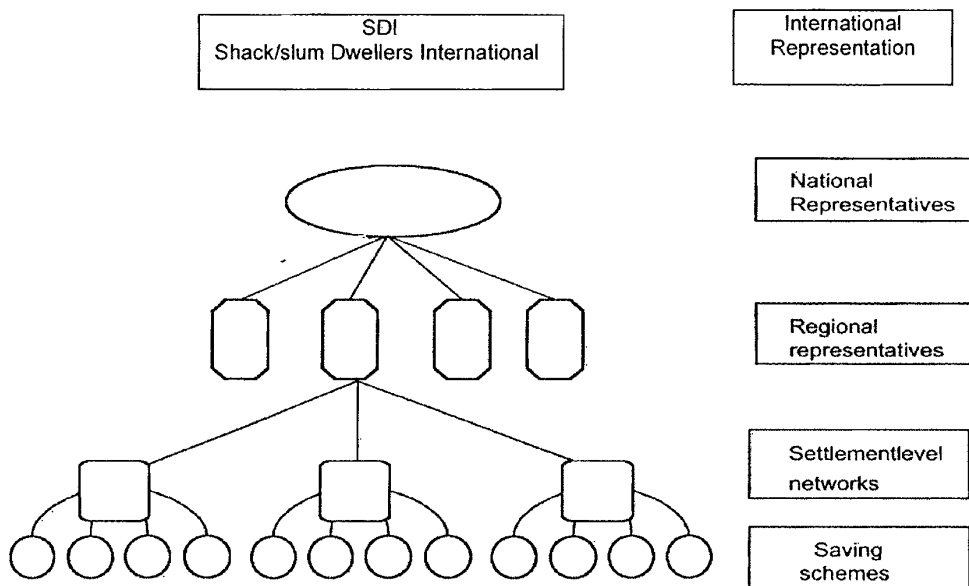 SDI
Shack/slum Dwellers International
International
Representation
National
Representatives
Regional
representatives
Settlementlevel
networks
Saving
schemes